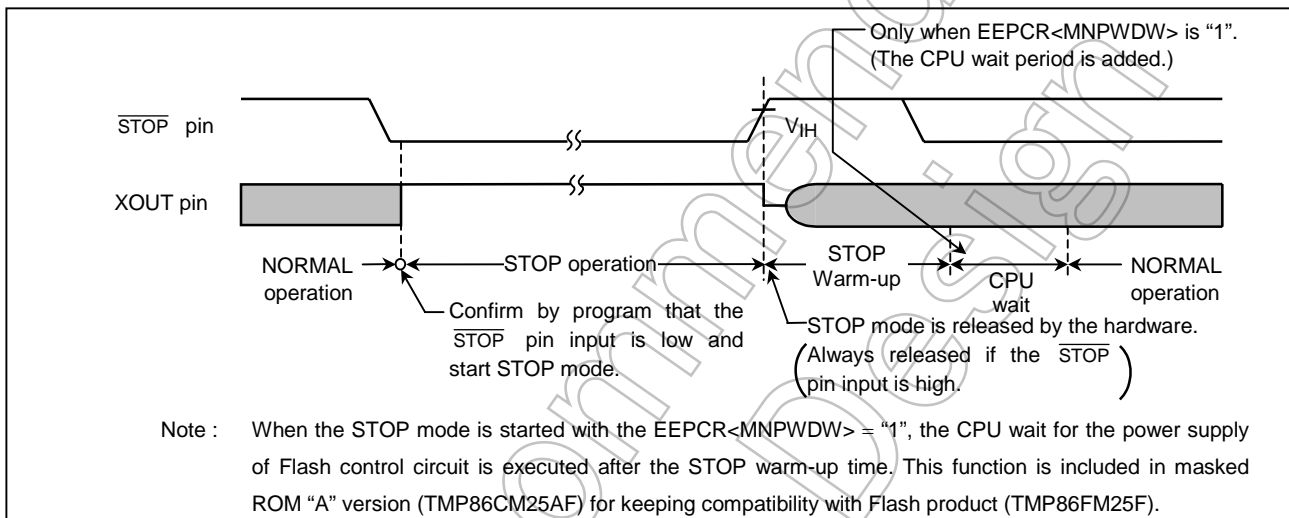 Only when EEPCR<MNPWDW> is “1”.
(The CPU wait period is added.)
STOP pin
VIH
XOUT pin
NORMAL
operation
STOP operation
STOP
Warm-up
CPU
wait
NORMAL
operation
Confirm by program that the
STOP pin input is low and
start STOP mode.
STOP mode is released by the hardware.
(Always released if the STOP
pin input is high.)
Note : When the STOP mode is started with the EEPCR<MNPWDW> = “1”, the CPU wait for the power supply
of Flash control circuit is executed after the STOP warm-up time. This function is included in masked
ROM “A” version (TMP86CM25AF) for keeping compatibility with Flash product (TMP86FM25F).